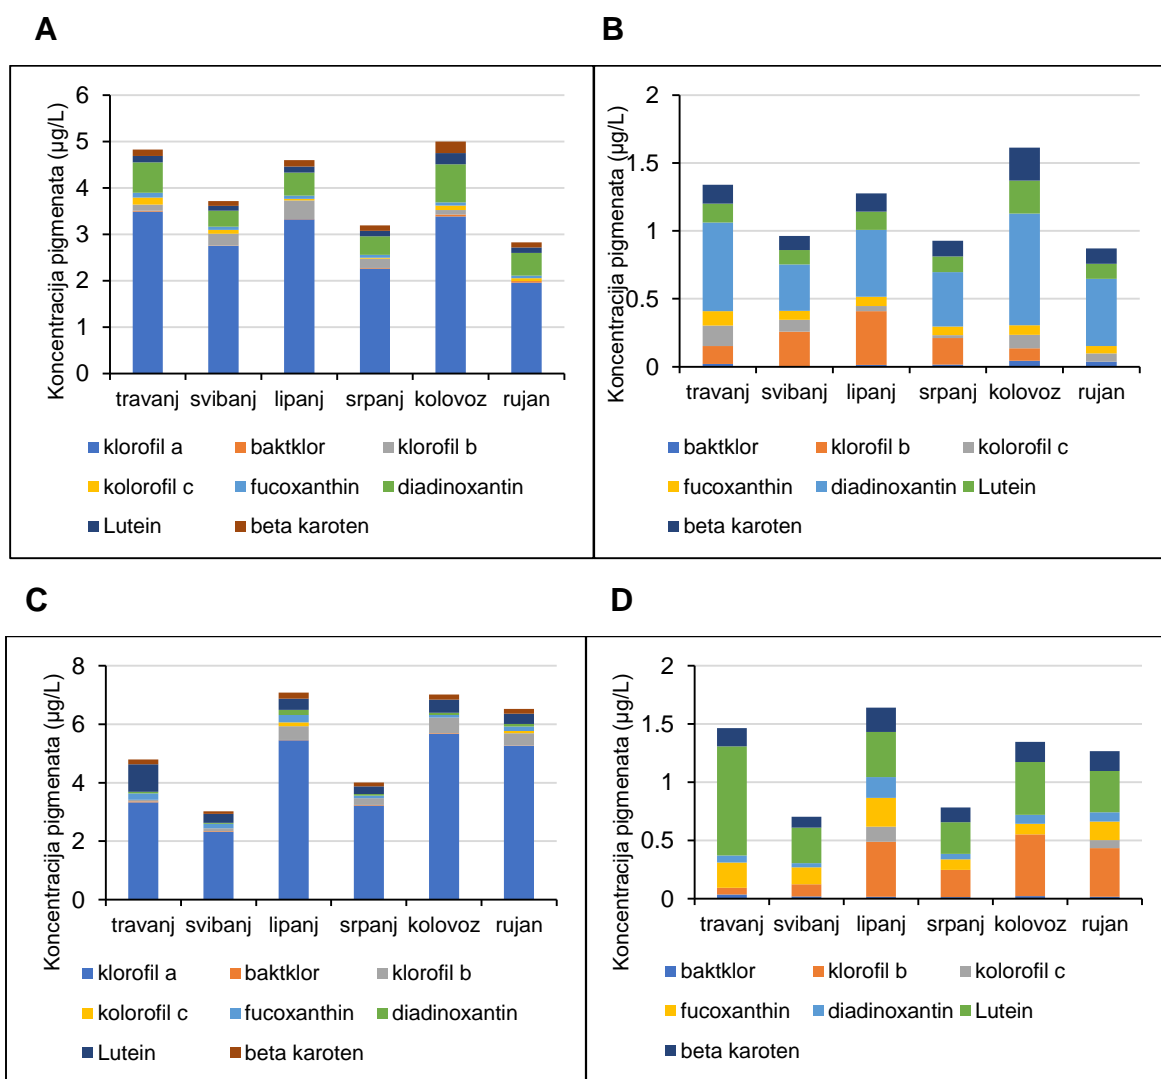 A
Koncentracija pigmenata (µg/L)
6
5
4
3
2
1
0
travanj svibanj lipanj srpanj kolovoz rujan
klorofil a baktklor klorofil b
kolorofil c fucoxanthin diadinoxantin
Lutein beta karoten
B
Koncentracija pigmenata (µg/L)
2
1.5
1
0.5
0
travanj svibanj lipanj srpanj kolovoz rujan
baktklor klorofil b kolorofil c
fucoxanthin diadinoxantin Lutein
beta karoten
C
Koncentracija pigmenata (µg/L)
8
6
4
2
0
travanj svibanj lipanj srpanj kolovoz rujan
klorofil a baktklor klorofil b
kolorofil c fucoxanthin diadinoxantin
Lutein beta karoten
D
Koncentracija pigmenata (µg/L)
2
1.5
1
0.5
0
travanj svibanj lipanj srpanj kolovoz rujan
baktklor klorofil b kolorofil c
fucoxanthin diadinoxantin Lutein
beta karoten